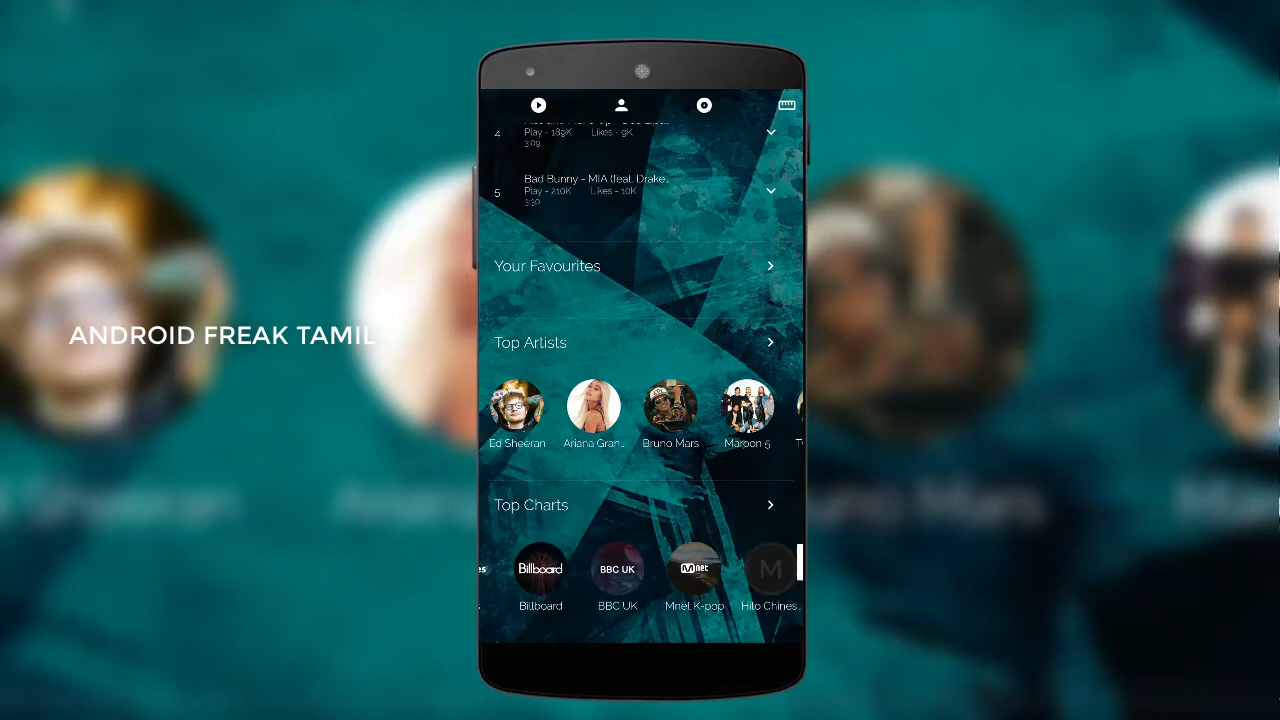 4
Play - 189K Likes - 9K
3:09
Bad Bunny - MIA (feat. Drake..
5
Play - 210K Likes - 10K
3:30
Your Favourites
ANDROID FREAK TAMIL
Top Artists
Ed Sheeran
Ariana Gran..
Bruno Mars
Maroon 5
Top Charts
Billboard
BBC UK
Mnet
M
Billboard
BBC UK
Mnet K-pop
Hito Chines..